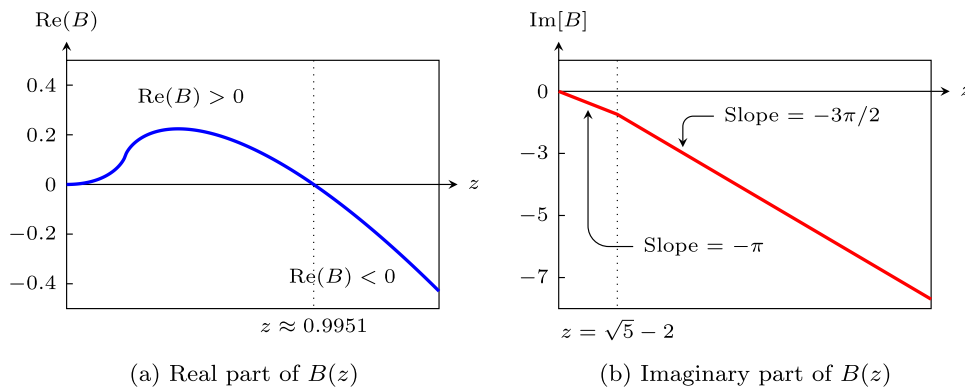 Re(B)
0.4
0.2
0
−0.2
−0.4
Re(B) > 0
Re(B) < 0
z
z ≈ 0.9951
(a) Real part of B(z)
Im[B]
0
−3
−5
−7
Slope = −3π/2
Slope = −π
z
z = √5 − 2
(b) Imaginary part of B(z)